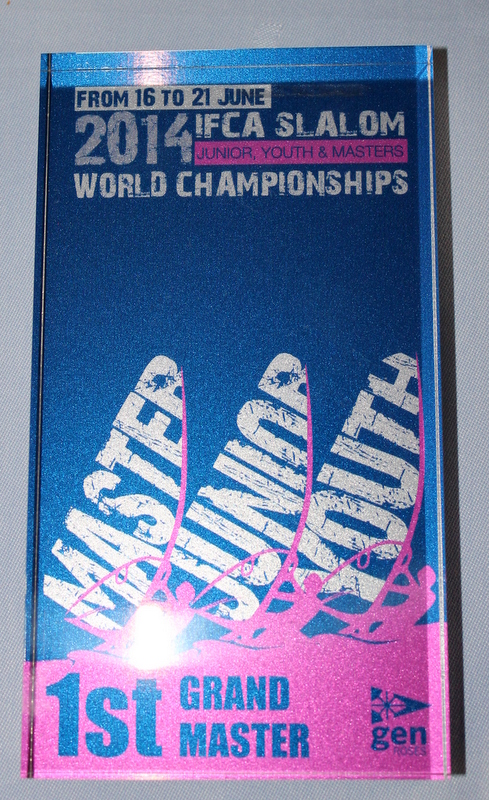 FROM 16 TO 21 JUNE
2014 IFCA SLALOM
JUNIOR, YOUTH & MASTERS
WORLD CHAMPIONSHIPS
MASTER
JUNIOR
YOUTH
1st GRAND
MASTER
gen